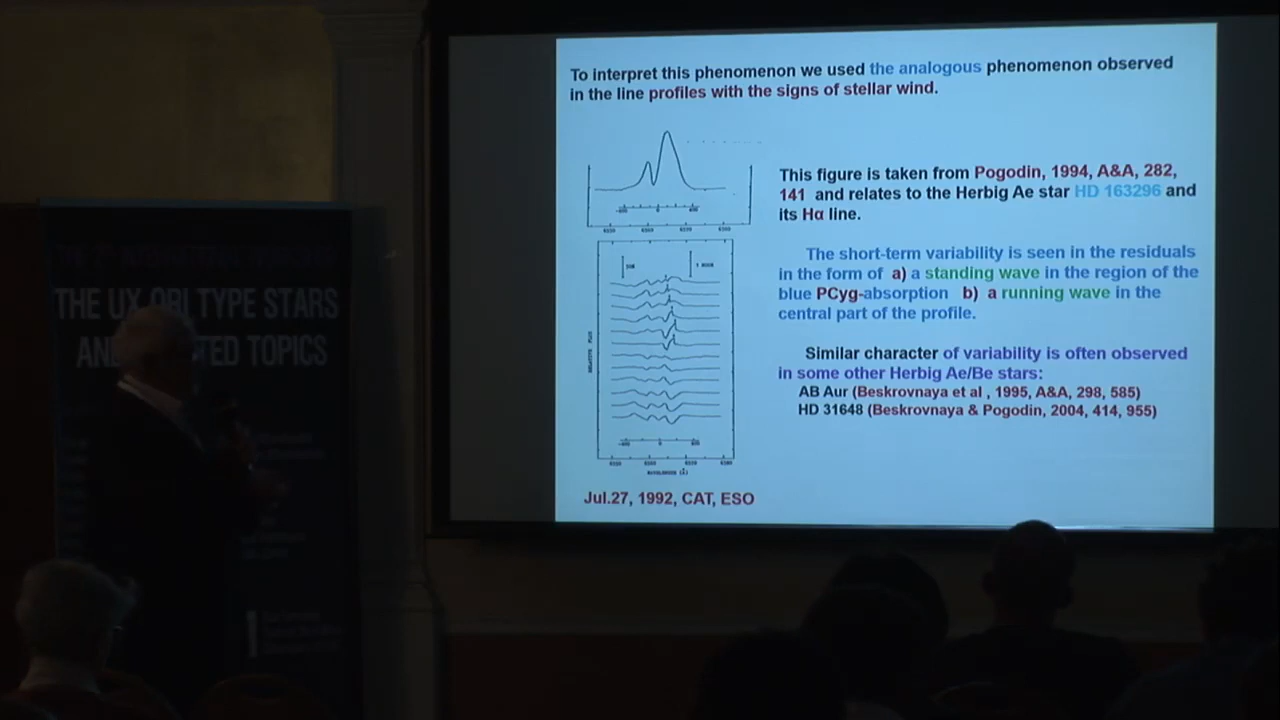 To interpret this phenomenon we used the analogous phenomenon observed
in the line profiles with the signs of stellar wind.
This figure is taken from Pogodin, 1994, A&A, 282,
141 and relates to the Herbig Ae star HD 163296 and
its Hα line.
The short-term variability is seen in the residuals
in the form of a) a standing wave in the region of the
blue PCyg-absorption b) a running wave in the
central part of the profile.
Similar character of variability is often observed
in some other Herbig Ae/Be stars:
AB Aur (Beskrovnaya et al , 1995, A&A, 298, 585)
HD 31648 (Beskrovnaya & Pogodin, 2004, 414, 955)
Jul.27, 1992, CAT, ESO
THE UX ORI TYPE STARS
TOPICS